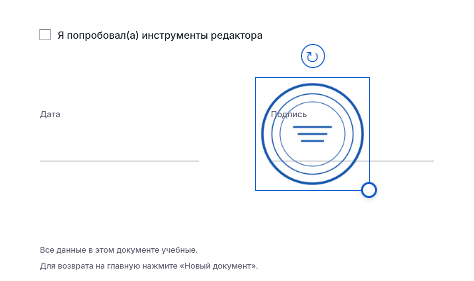 Я попробовал(а) инструменты редактора
Дата
Подпись
Все данные в этом документе учебные.
Для возврата на главную нажмите «Новый документ».